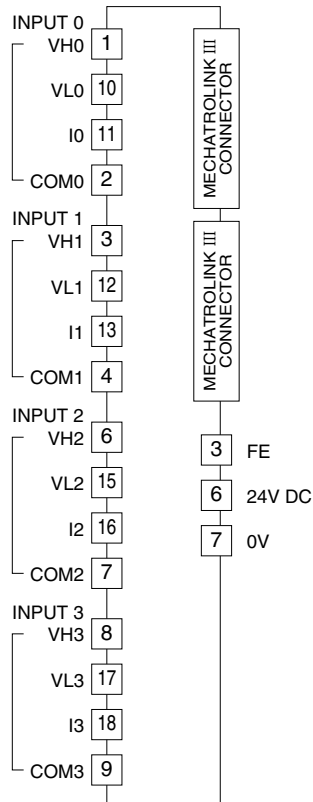 INPUT 0
VH0 1
VL0 10
I0 11
COM0 2
INPUT 1
VH1 3
VL1 12
I1 13
COM1 4
INPUT 2
VH2 6
VL2 15
I2 16
COM2 7
INPUT 3
VH3 8
VL3 17
I3 18
COM3 9
MECHATROLINK III
CONNECTOR
MECHATROLINK III
CONNECTOR
3 FE
6 24V DC
7 0V